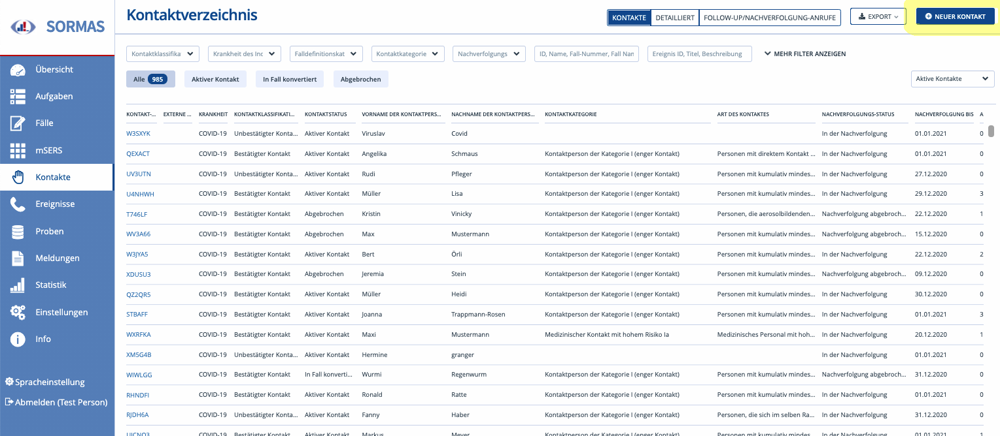 SORMAS
Übersicht
Aufgaben
Fälle
mSERS
Kontakte
Ereignisse
Proben
Meldungen
Statistik
Einstellungen
Info
Spracheinstellung
Abmelden (Test Person)
Kontaktverzeichnis
KONTAKTE DETAILLIERT FOLLOW-UP/NACHVERFOLGUNG-ANRUFE EXPORT NEUER KONTAKT
Kontaktklassifika Krankheit des Inc Falldefinitionskat Kontaktkategorie Nachverfolgungs ID, Name, Fall-Nummer, Fall Nam Ereignis ID, Titel, Beschreibung MEHR FILTER ANZEIGEN
Alle 985 Aktiver Kontakt In Fall konvertiert Abgebrochen Aktive Kontakte
KONTAKT-... EXTERNE ... KRANKHEIT KONTAKTKLASSIFIKATI... KONTAKTSTATUS VORNAME DER KONTAKTPERS... NACHNAME DER KONTAKTPERS... KONTAKTKATEGORIE ART DES KONTAKTES NACHVERFOLGUNGS-STATUS NACHVERFOLGUNG BIS A
W3SXYK COVID-19 Unbestätigter Konta... Aktiver Kontakt Viruslav Covid In der Nachverfolgung 01.01.2021 0
QEXACT COVID-19 Bestätigter Kontakt Aktiver Kontakt Angelika Schmaus Kontaktperson der Kategorie I (enger Kontakt) Personen mit direktem Kontakt ... In der Nachverfolgung 01.01.2021 0
UV3UTN COVID-19 Unbestätigter Konta... Aktiver Kontakt Rudi Pfleger Kontaktperson der Kategorie I (enger Kontakt) Personen mit kumulativ mindes... In der Nachverfolgung 27.12.2020 0
U4NHWH COVID-19 Bestätigter Kontakt Aktiver Kontakt Müller Lisa Kontaktperson der Kategorie I (enger Kontakt) Personen mit kumulativ mindes... In der Nachverfolgung 29.12.2020 3
T746LF COVID-19 Bestätigter Kontakt Abgebrochen Kristin Vinicky Kontaktperson der Kategorie I (enger Kontakt) Personen, die aerosolbildenden... Nachverfolgung abgebroch... 22.12.2020 1
WV3A66 COVID-19 Bestätigter Kontakt Abgebrochen Max Mustermann Kontaktperson der Kategorie I (enger Kontakt) Personen mit kumulativ mindes... Nachverfolgung abgebroch... 15.12.2020 0
W3JYA5 COVID-19 Bestätigter Kontakt Aktiver Kontakt Bert Örli Kontaktperson der Kategorie I (enger Kontakt) Personen mit kumulativ mindes... In der Nachverfolgung 22.12.2020 2
XDUSU3 COVID-19 Bestätigter Kontakt Abgebrochen Jeremia Stein Kontaktperson der Kategorie I (enger Kontakt) Personen mit kumulativ mindes... Nachverfolgung abgebroch... 09.12.2020 0
QZ2QR5 COVID-19 Bestätigter Kontakt Aktiver Kontakt Müller Heidi Kontaktperson der Kategorie I (enger Kontakt) Personen mit kumulativ mindes... In der Nachverfolgung 30.12.2020 0
STBAFF COVID-19 Bestätigter Kontakt Aktiver Kontakt Joanna Trappmann-Rosen Kontaktperson der Kategorie I (enger Kontakt) Personen mit kumulativ mindes... In der Nachverfolgung 01.01.2021 3
WXRFKA COVID-19 Bestätigter Kontakt Aktiver Kontakt Maxi Mustermann Medizinischer Kontakt mit hohem Risiko Ia Medizinisches Personal mit hoh... In der Nachverfolgung 20.12.2020 1
XM5G4B COVID-19 Unbestätigter Konta... Aktiver Kontakt Hermine granger In der Nachverfolgung 01.01.2021 0
WIWLGG COVID-19 Bestätigter Kontakt In Fall konverti... Wurmi Regenwurm Kontaktperson der Kategorie I (enger Kontakt) Personen mit kumulativ mindes... Nachverfolgung abgebroch... 31.12.2020 0
RHNDFI COVID-19 Bestätigter Kontakt Aktiver Kontakt Ronald Ratte Kontaktperson der Kategorie I (enger Kontakt) Personen mit kumulativ mindes... In der Nachverfolgung 01.01.2021 0
RJDH6A COVID-19 Unbestätigter Konta... Aktiver Kontakt Fanny Haber Kontaktperson der Kategorie I (enger Kontakt) Personen, die sich im selben Ra... In der Nachverfolgung 31.12.2020 0
UICNO3 COVID-19 Bestätigter Kontakt Aktiver Kontakt Markus Meyer Kontaktperson der Kategorie I (enger Kontakt) Personen mit kumulativ mindes... In der Nachverfolgung 01.01.2021 1